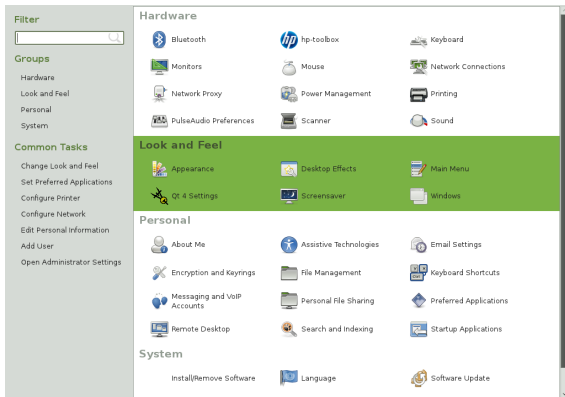 Filter
Groups
Hardware
Look and Feel
Personal
System
Common Tasks
Change Look and Feel
Set Preferred Applications
Configure Printer
Configure Network
Edit Personal Information
Add User
Open Administrator Settings
Hardware
Bluetooth
hp
hp-toolbox
Keyboard
Monitors
Mouse
Network Connections
Network Proxy
Power Management
Printing
PulseAudio Preferences
Scanner
Sound
Look and Feel
Appearance
Desktop Effects
Main Menu
Qt 4 Settings
Screensaver
Windows
Personal
About Me
Assistive Technologies
Email Settings
Encryption and Keyrings
File Management
Keyboard Shortcuts
Messaging and VoIP
Accounts
Personal File Sharing
Preferred Applications
Remote Desktop
Search and Indexing
Startup Applications
System
Install/Remove Software
Language
Software Update